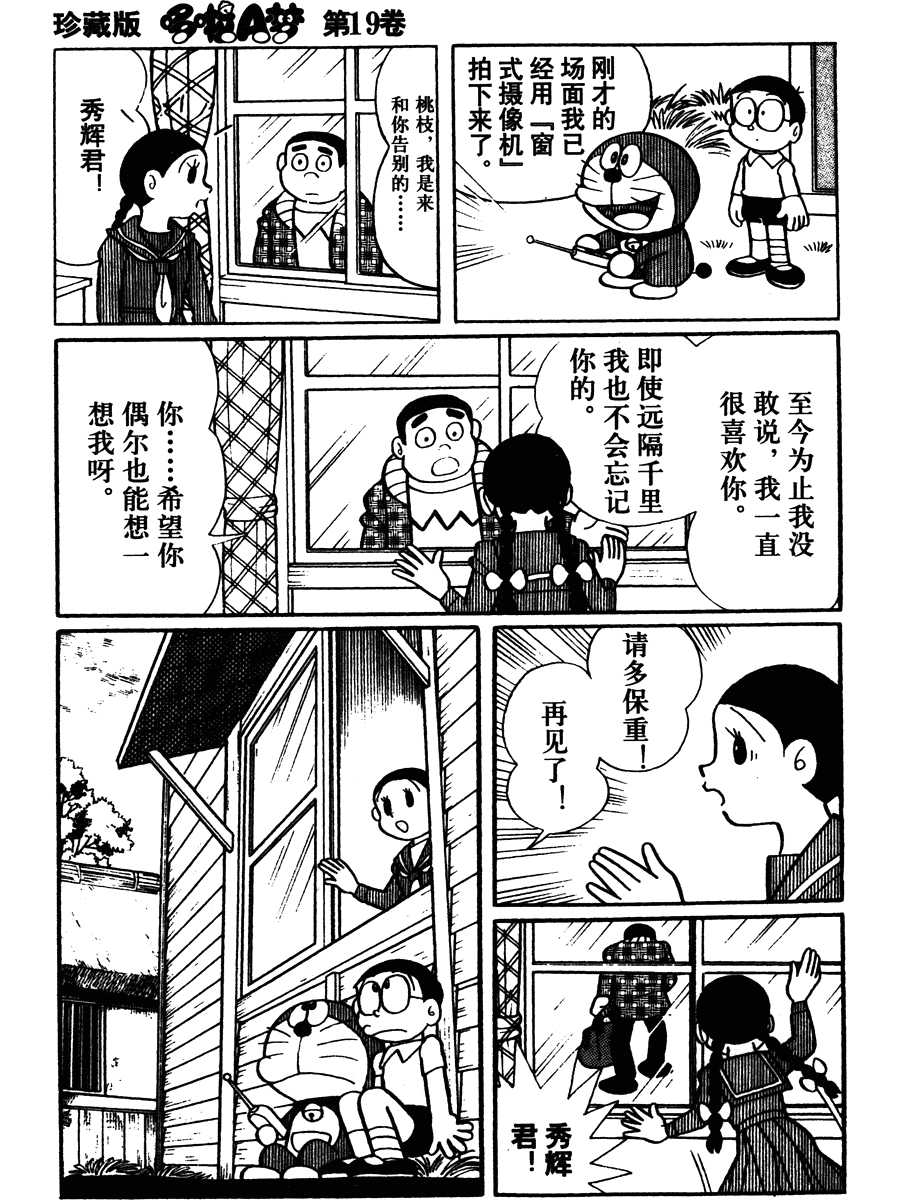 珍藏版 哆啦A梦 第19卷
刚才的
场面我已
经用「窗
式摄像机」
拍下来了。
桃枝，我是来
和你告别的……
秀辉君！
至今为止我没
敢说，我一直
很喜欢你。
即使远隔千里
我也不会忘记
你的。
你……希望你
偶尔也能想一
想我呀。
请多保重！
再见了！
秀辉
君！